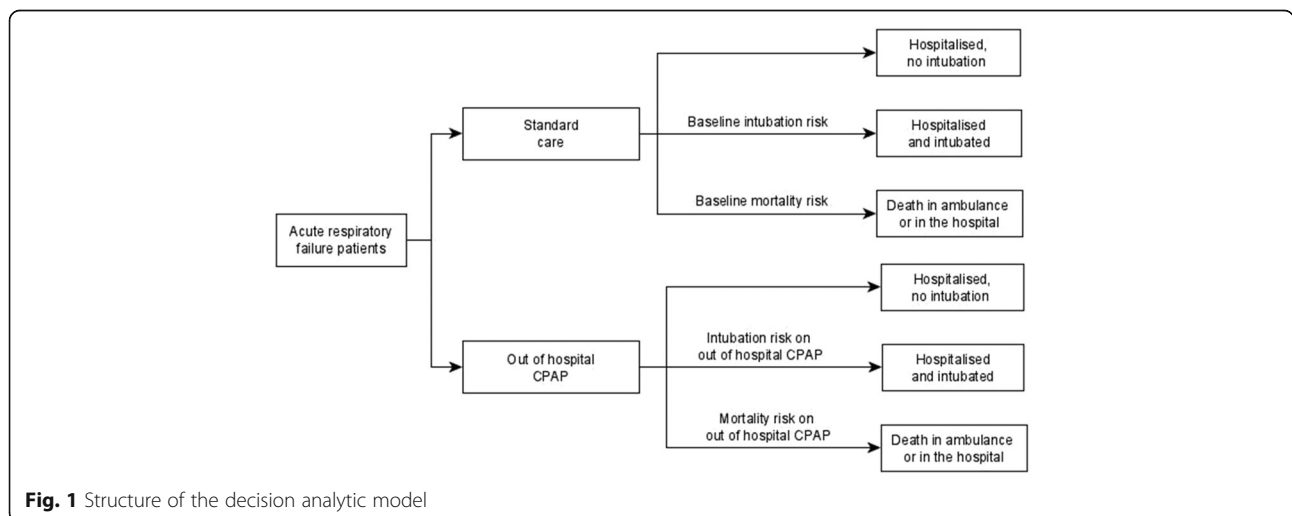 Acute respiratory
failure patients
Standard
care
Baseline intubation risk
Baseline mortality risk
Hospitalised,
no intubation
Hospitalised
and intubated
Death in ambulance
or in the hospital
Out of hospital
CPAP
Intubation risk on
out of hospital CPAP
Mortality risk on
out of hospital CPAP
Hospitalised,
no intubation
Hospitalised
and intubated
Death in ambulance
or in the hospital
Fig. 1 Structure of the decision analytic model